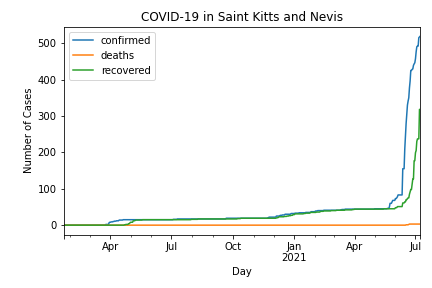 COVID-19 in Saint Kitts and Nevis
confirmed
deaths
recovered
Number of Cases
500
400
300
200
100
0
Apr
Jul
Oct
Jan
2021
Apr
Jul
Day